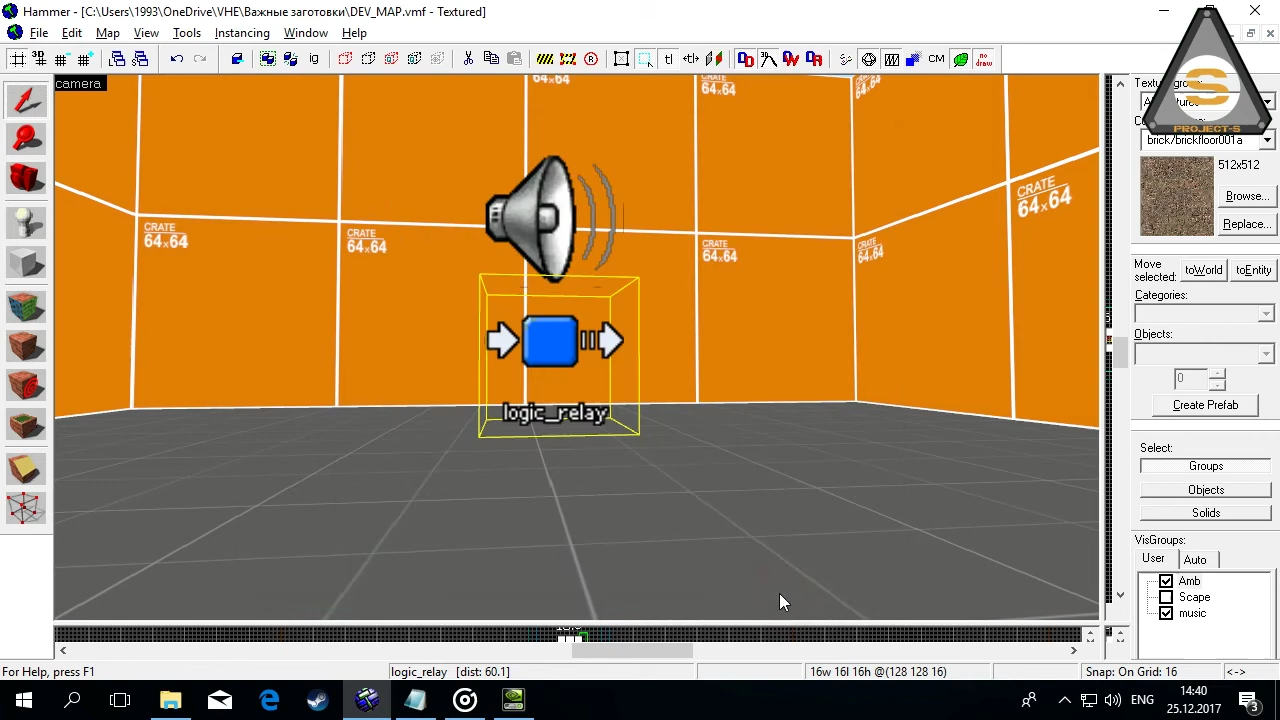 Hammer - [C:\Users\1993\OneDrive\VHE\Важные заготовки\DEV_MAP.vmf - Textured]
File Edit Map View Tools Instancing Window Help
camera
CRATE
64x64
CRATE
64x64
CRATE
64x64
CRATE
64x64
CRATE
64x64
CRATE
64x64
CRATE
64x64
logic_relay
PROJECT-S
brick/brickfloor001a
512x512
Browse...
Replace...
Move
selected:
toWorld
Categories:
Objects:
0
Create Prefab
Select:
Groups
Objects
Solids
VisGroups:
User Auto
Amb
Scape
music
For Help, press F1
logic_relay [dist: 60.1]
16w 16l 16h @(128 128 16)
Snap: On Grid: 16
<->
ENG
14:40
25.12.2017
3